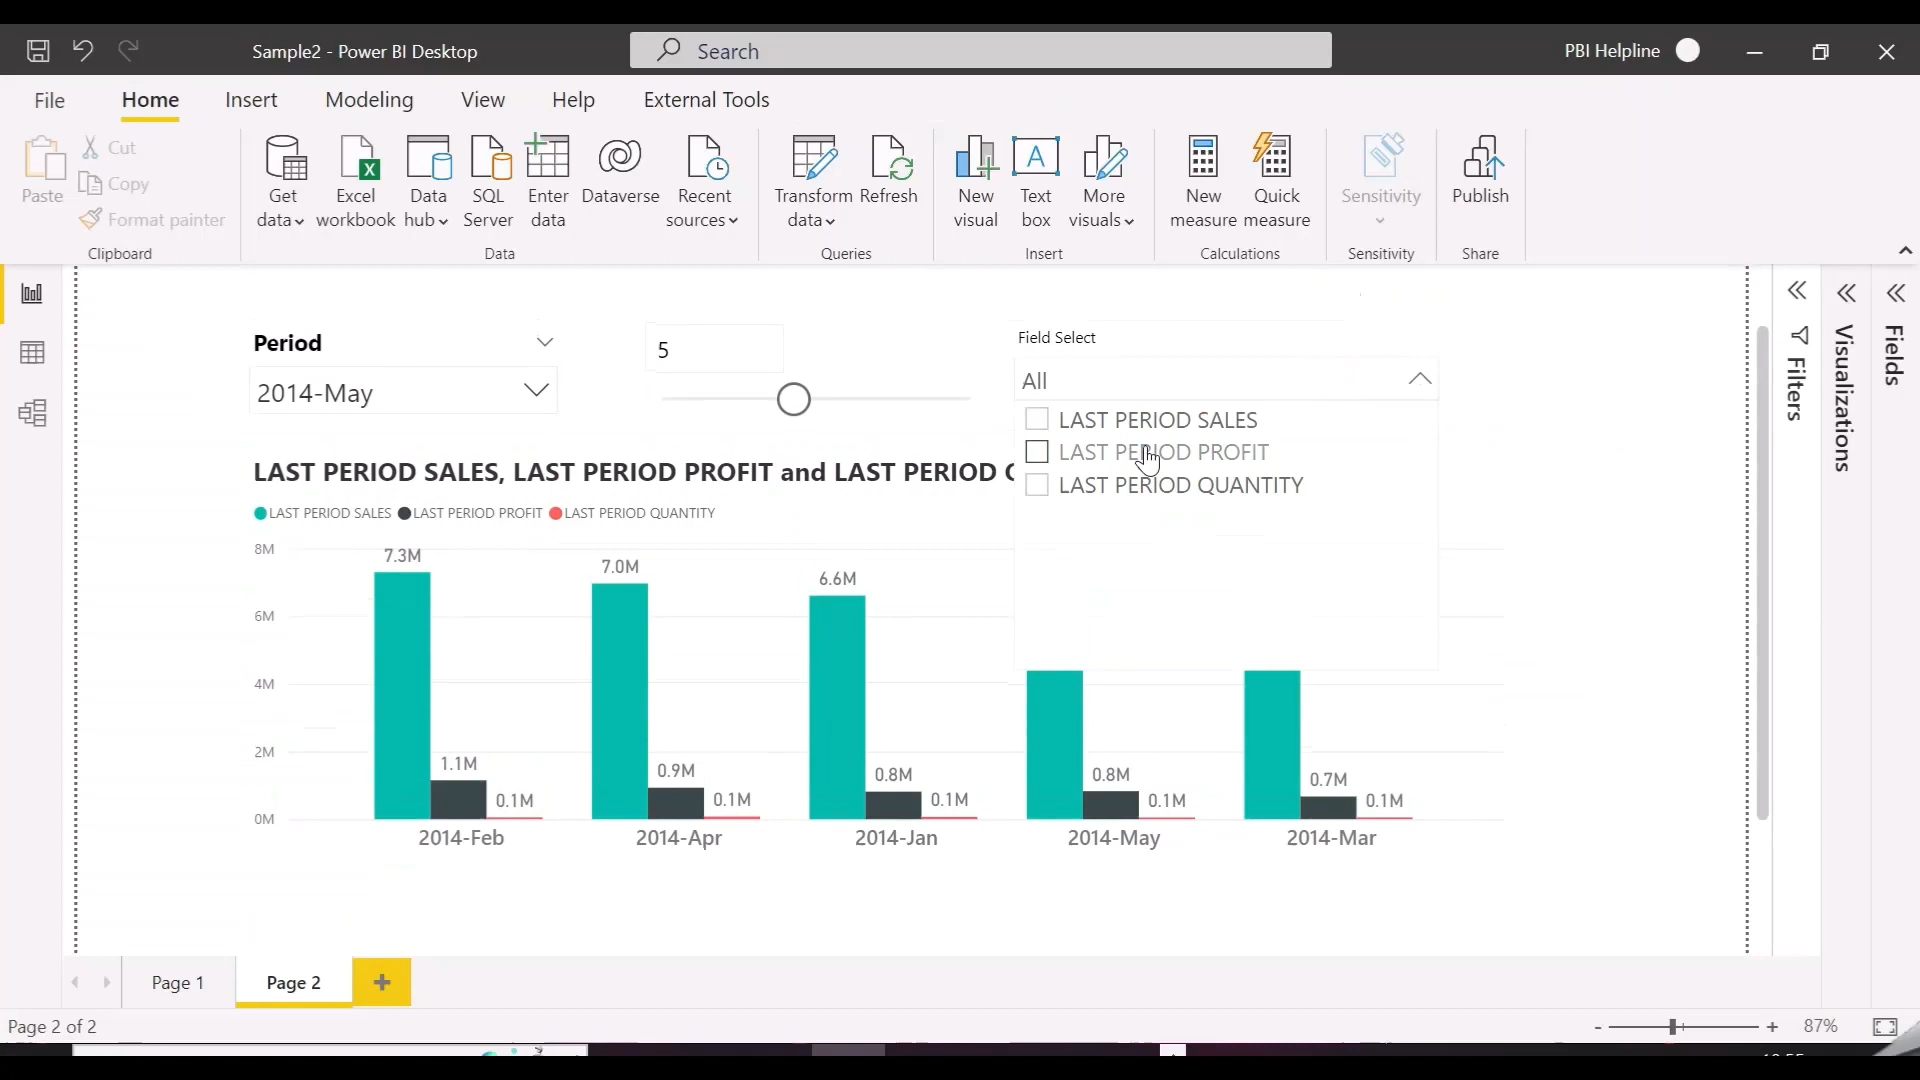 Sample2 - Power BI Desktop
Search
PBI Helpline
File
Home
Insert
Modeling
View
Help
External Tools
Paste
Cut
Copy
Format painter
Clipboard
Get data
Excel workbook
Data hub
SQL Server
Enter data
Dataverse
Recent sources
Data
Transform data
Refresh
Queries
New visual
Text box
More visuals
Insert
New measure
Quick measure
Calculations
Sensitivity
Sensitivity
Publish
Share
Period
2014-May
5
Field Select
All
LAST PERIOD SALES
LAST PERIOD PROFIT
LAST PERIOD QUANTITY
LAST PERIOD SALES, LAST PERIOD PROFIT and LAST PERIOD
LAST PERIOD SALES LAST PERIOD PROFIT LAST PERIOD QUANTITY
8M
6M
4M
2M
0M
7.3M
1.1M
0.1M
7.0M
0.9M
0.1M
6.6M
0.8M
0.1M
0.8M
0.1M
0.7M
0.1M
2014-Feb
2014-Apr
2014-Jan
2014-May
2014-Mar
Filters
Visualizations
Fields
Page 1
Page 2
Page 2 of 2
87%